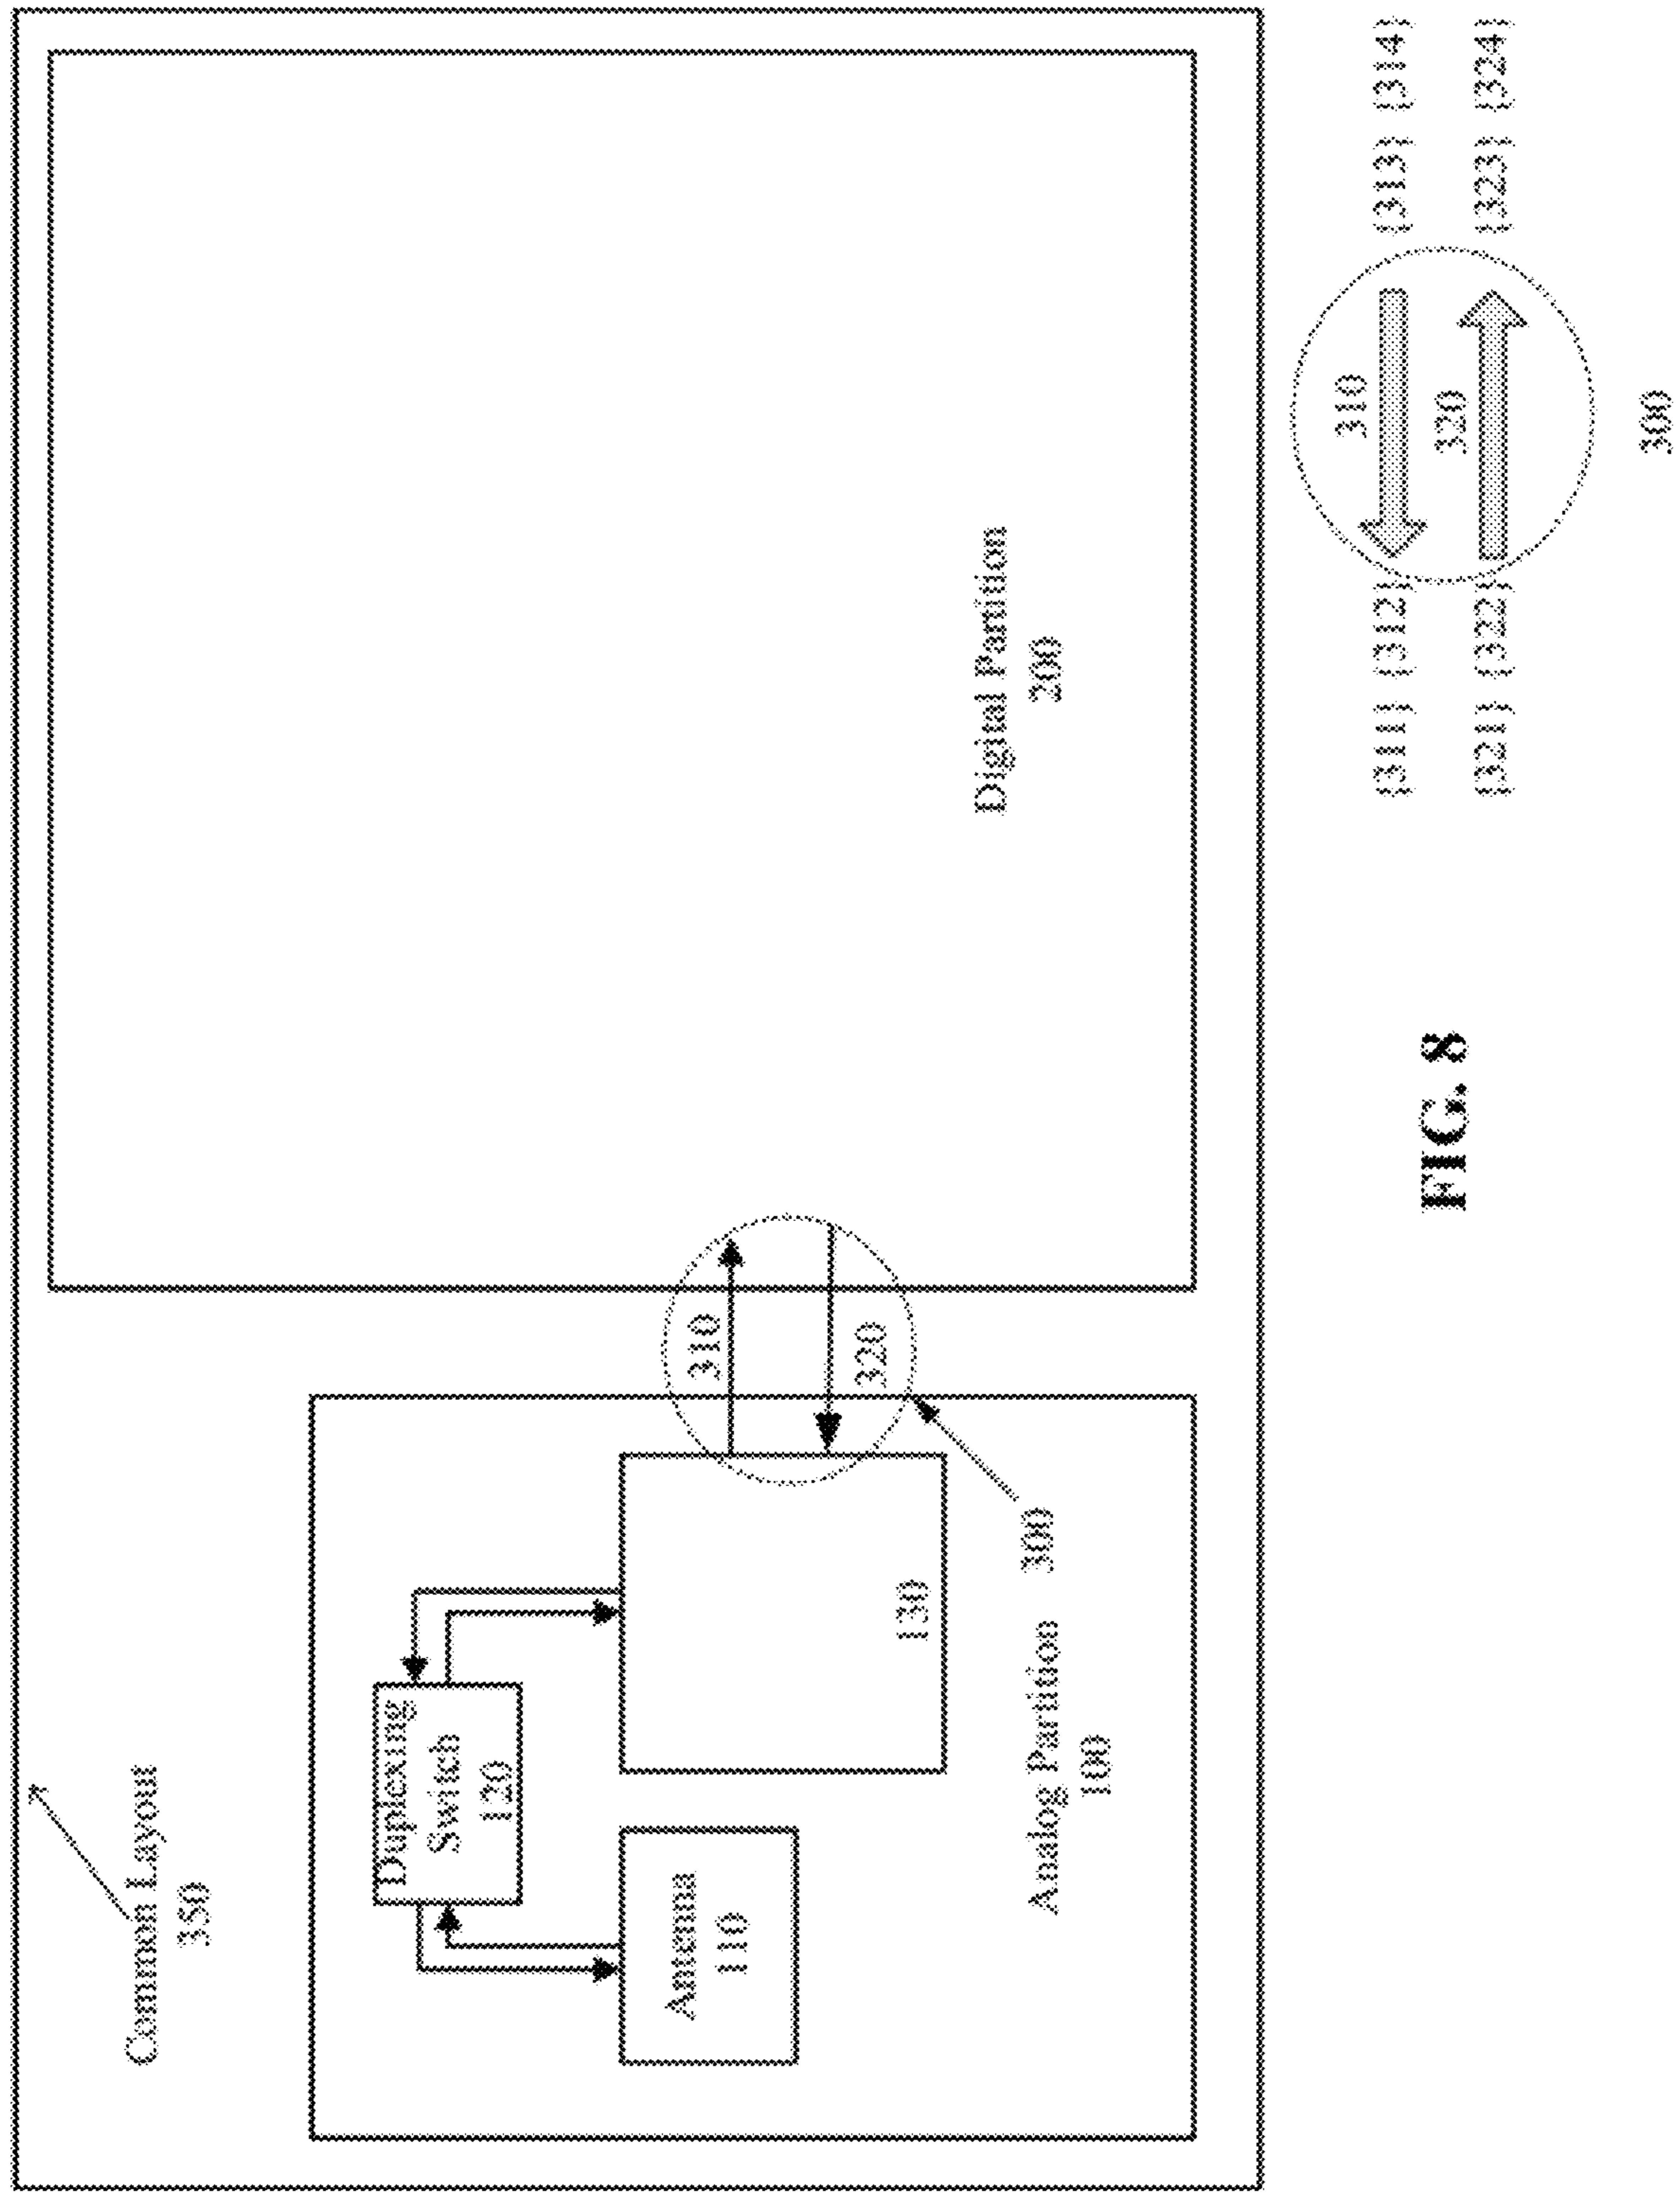 Common Layout
350
Duplexing
Switch
120
Antenna
110
130
Analog Partition
100
300
310
320
Digital Partition
200
FIG. 8
{311} {312} 310 {313} {314}
{321} {322} 320 {323} {324}
300